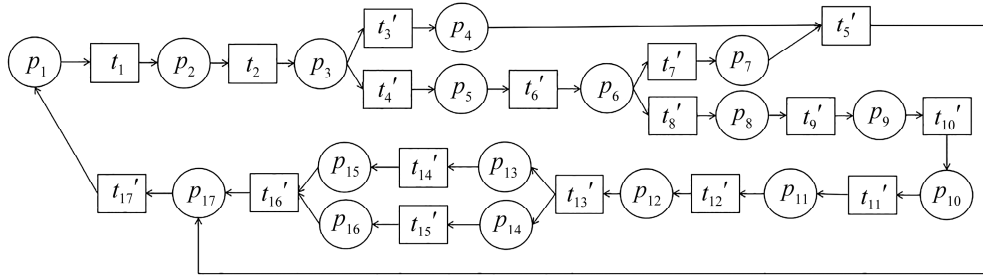 t₃′ p₄ t₅′
p₁ t₁ p₂ t₂ p₃ t₇′ p₇
t₄′ p₅ t₆′ p₆
t₈′ p₈ t₉′ p₉ t₁₀′
p₁₅ t₁₄′ p₁₃
t₁₇′ p₁₇ t₁₆′ t₁₃′ p₁₂ t₁₂′ p₁₁ t₁₁′ p₁₀
p₁₆ t₁₅′ p₁₄